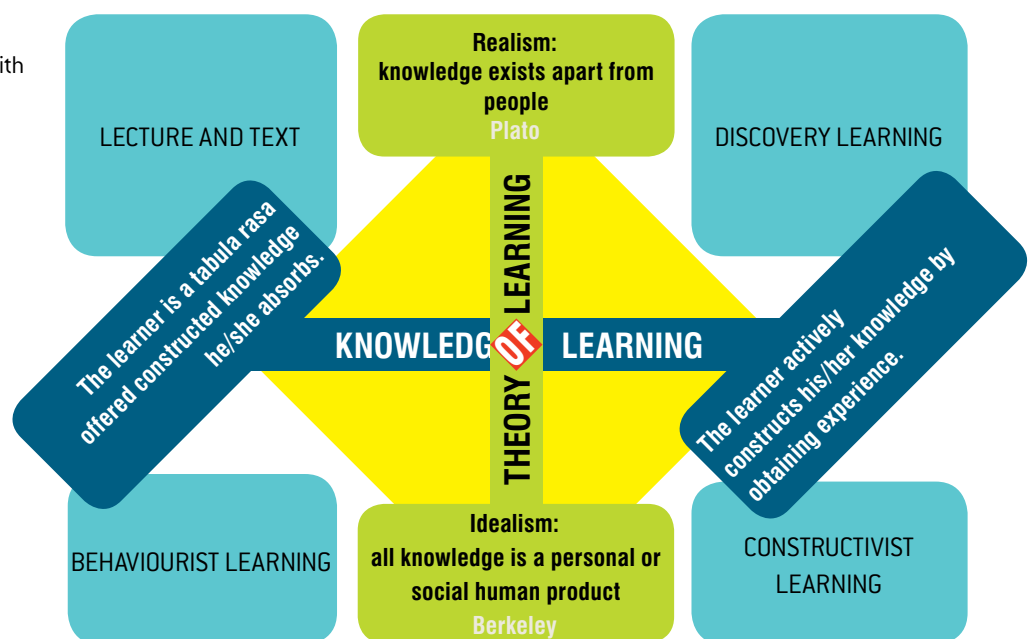 ith
LECTURE AND TEXT
Realism:
knowledge exists apart from
people
Plato
DISCOVERY LEARNING
The learner is a tabula rasa
offered constructed knowledge
he/she absorbs.
THEORY OF LEARNING
KNOWLEDG OF LEARNING
The learner actively
constructs his/her knowledge by
obtaining experience.
BEHAVIOURIST LEARNING
Idealism:
all knowledge is a personal or
social human product
Berkeley
CONSTRUCTIVIST
LEARNING